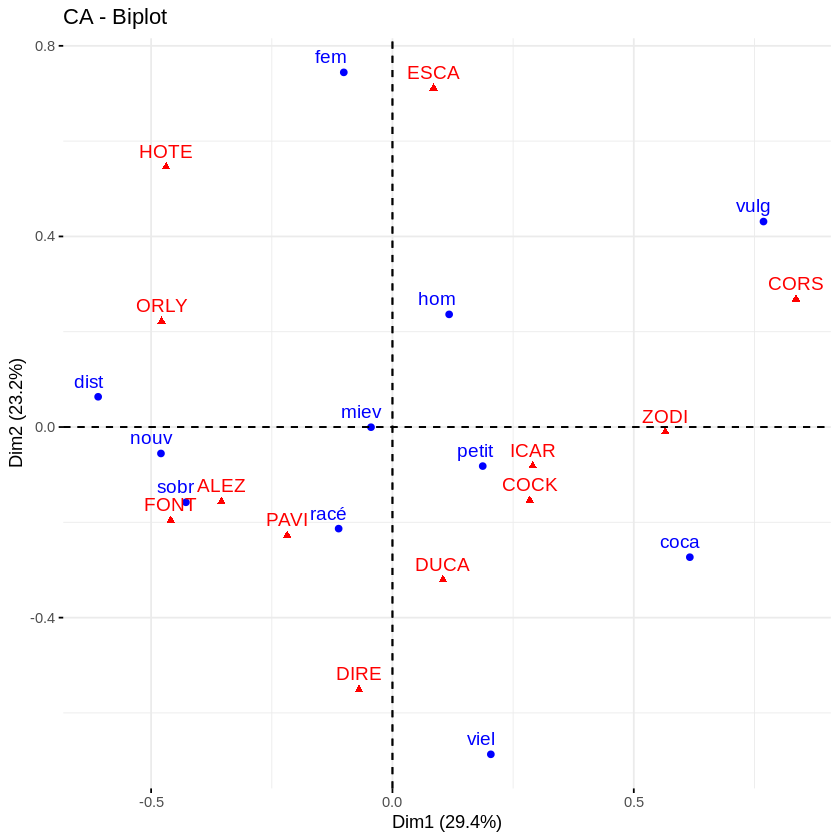 CA - Biplot
0.8
fem
ESCA
HOTE
vulg
0.4
CORS
hom
ORLY
dist
miev
ZODI
0.0
nouv
petit
ICAR
sobr
ALEZ
COCK
FONT
PAVI
racé
coca
DUCA
-0.4
DIRE
viel
-0.5
0.0
0.5
Dim1 (29.4%)
Dim2 (23.2%)